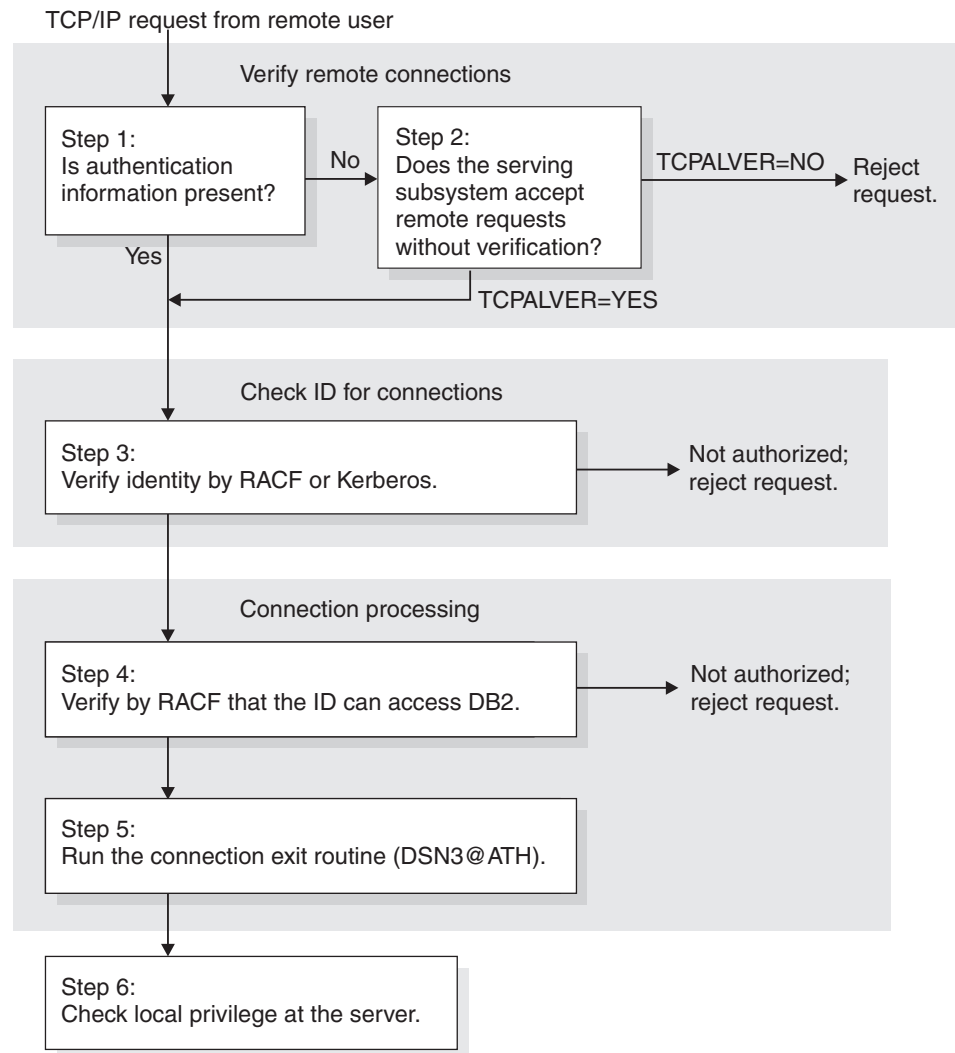 TCP/IP request from remote user
Verify remote connections
Step 1:
Is authentication
information present?
No
Step 2:
Does the serving
subsystem accept
remote requests
without verification?
TCPALVER=NO
Reject
request.
Yes
TCPALVER=YES
Check ID for connections
Step 3:
Verify identity by RACF or Kerberos.
Not authorized;
reject request.
Connection processing
Step 4:
Verify by RACF that the ID can access DB2.
Not authorized;
reject request.
Step 5:
Run the connection exit routine (DSN3@ATH).
Step 6:
Check local privilege at the server.